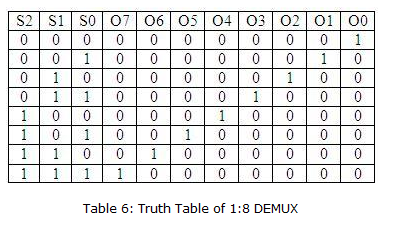 S2 S1 S0 O7 O6 O5 O4 O3 O2 O1 O0
0 0 0 0 0 0 0 0 0 0 1
0 0 1 0 0 0 0 0 0 1 0
0 1 0 0 0 0 0 0 1 0 0
0 1 1 0 0 0 0 1 0 0 0
1 0 0 0 0 0 1 0 0 0 0
1 0 1 0 0 1 0 0 0 0 0
1 1 0 0 1 0 0 0 0 0 0
1 1 1 1 0 0 0 0 0 0 0
Table 6: Truth Table of 1:8 DEMUX